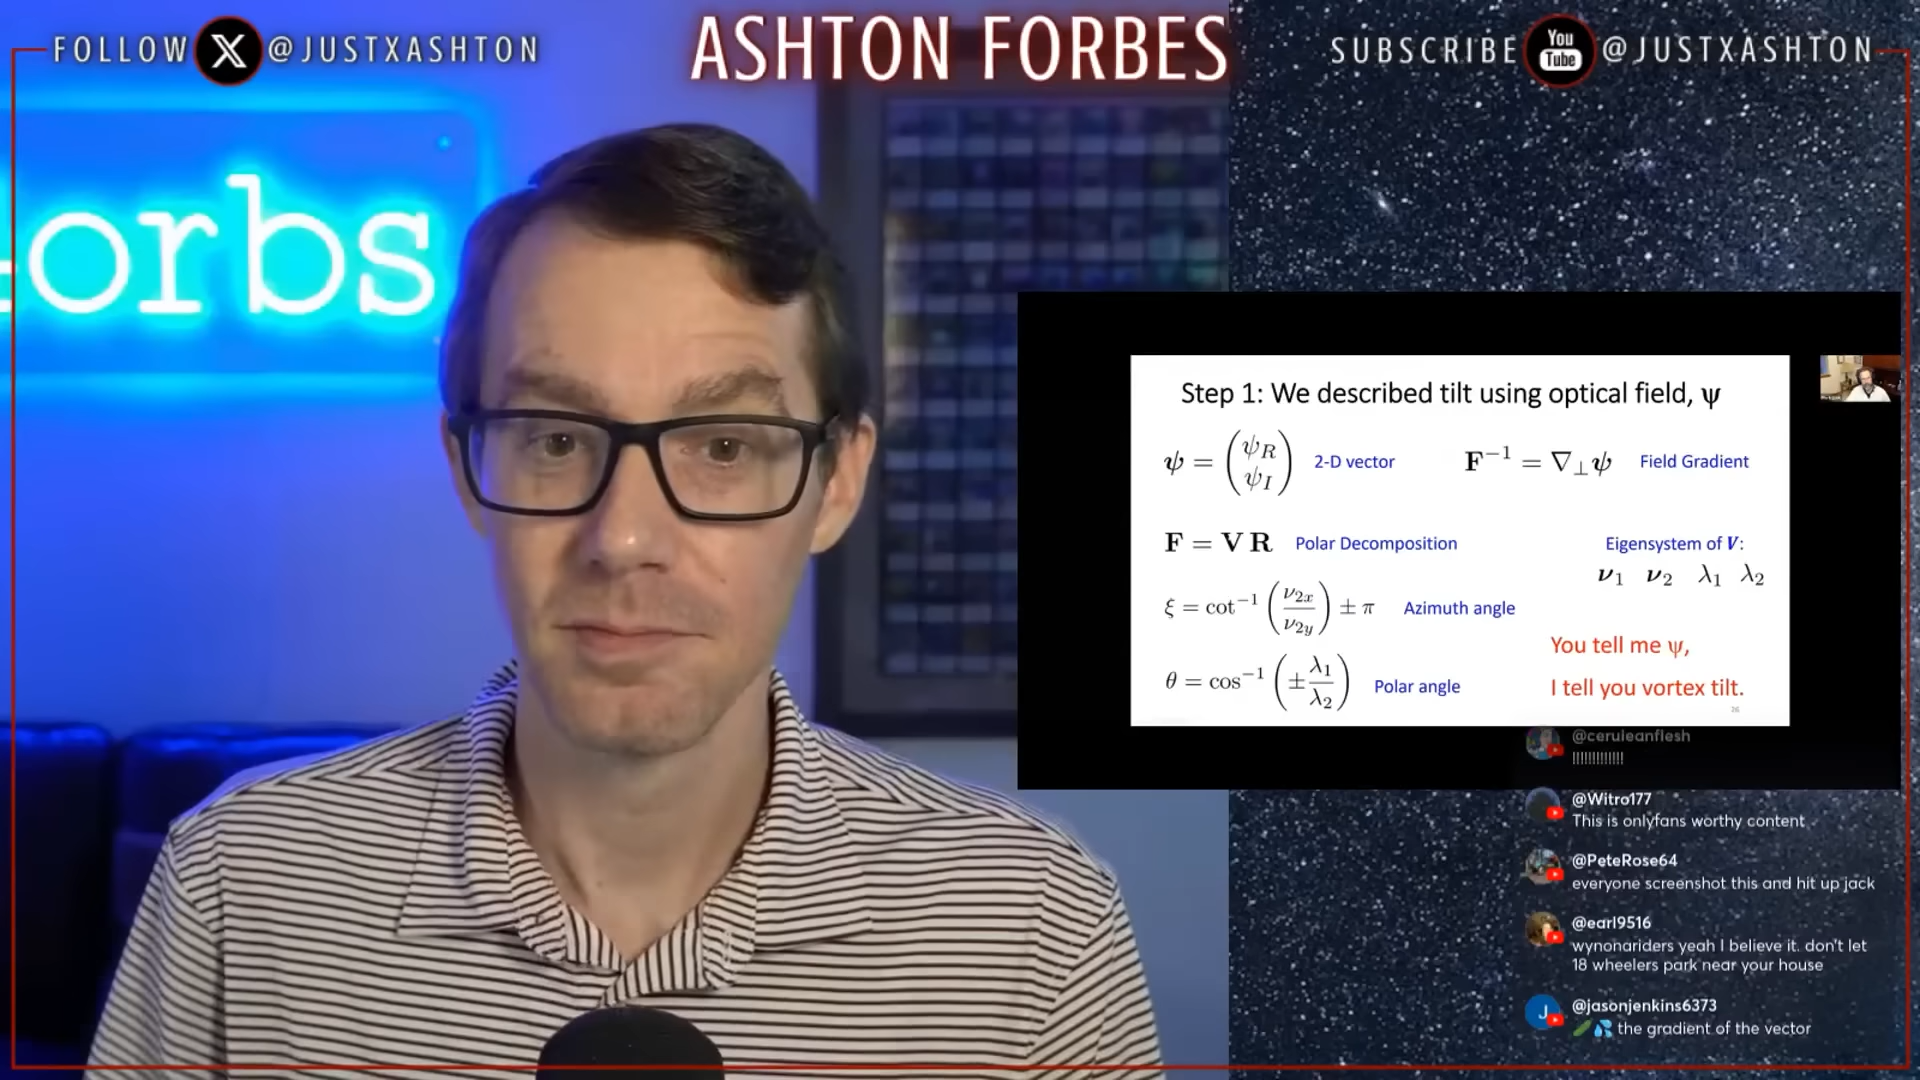 FOLLOW X @JUSTXASHTON
ASHTON FORBES
SUBSCRIBE You Tube @JUSTXASHTON
orbs
Step 1: We described tilt using optical field, ψ
ψ = (ψ_R ψ_I) 2-D vector F⁻¹ = ∇⊥ψ Field Gradient
F = V R Polar Decomposition
Eigensystem of V:
ν₁ ν₂ λ₁ λ₂
ξ = cot⁻¹ (ν₂ₓ/ν₂ᵧ) ± π Azimuth angle
You tell me ψ,
θ = cos⁻¹ (± λ₁/λ₂) Polar angle
I tell you vortex tilt.
@ceruleanflesh
!!!!!!!!!!!!!
@Witro177
This is onlyfans worthy content
@PeteRose64
everyone screenshot this and hit up jack
@earl9516
wynonariders yeah I believe it. don't let
18 wheelers park near your house
J @jasonjenkins6373
🥒💦 the gradient of the vector